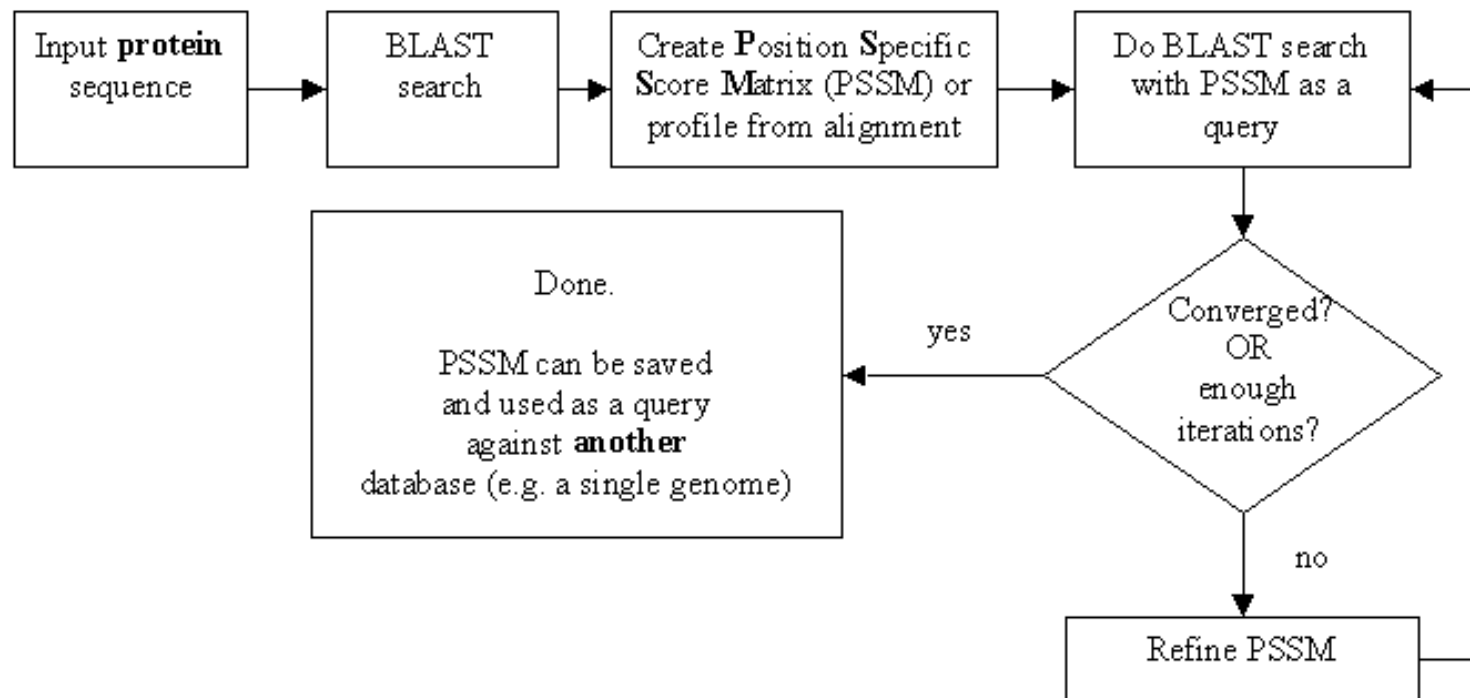 Input protein
sequence
BLAST
search
Create Position Specific
Score Matrix (PSSM) or
profile from alignment
Do BLAST search
with PSSM as a
query
Done.
PSSM can be saved
and used as a query
against another
database (e.g. a single genome)
yes
Converged?
OR
enough
iterations?
no
Refine PSSM